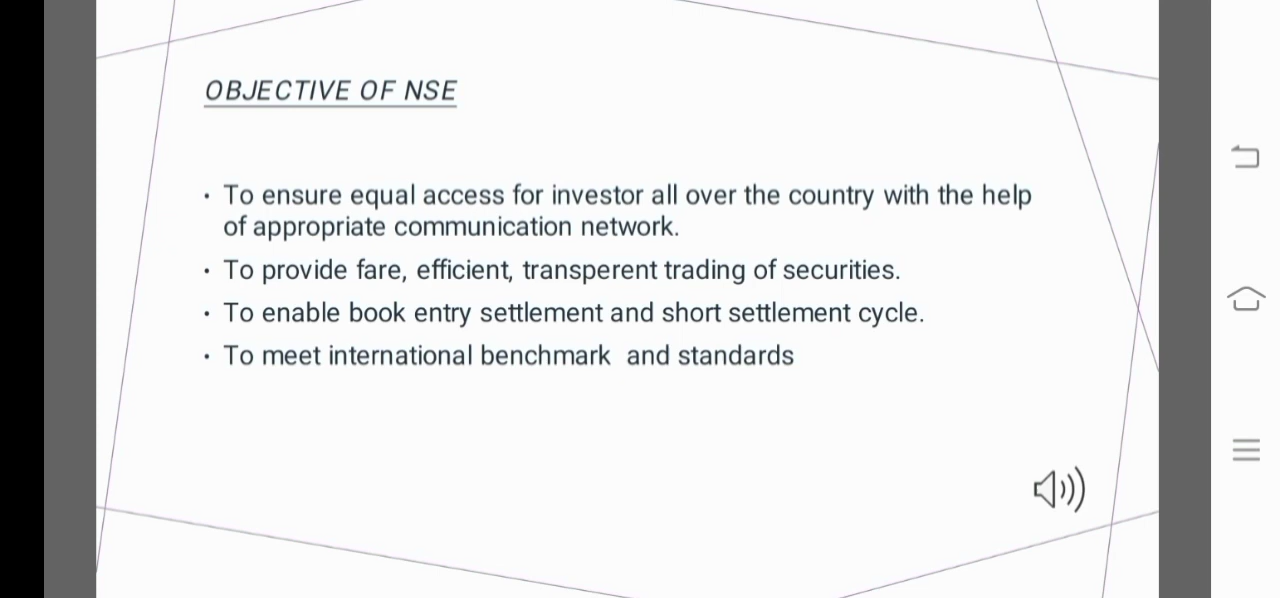 OBJECTIVE OF NSE
• To ensure equal access for investor all over the country with the help
of appropriate communication network.
• To provide fare, efficient, transperent trading of securities.
• To enable book entry settlement and short settlement cycle.
• To meet international benchmark  and standards